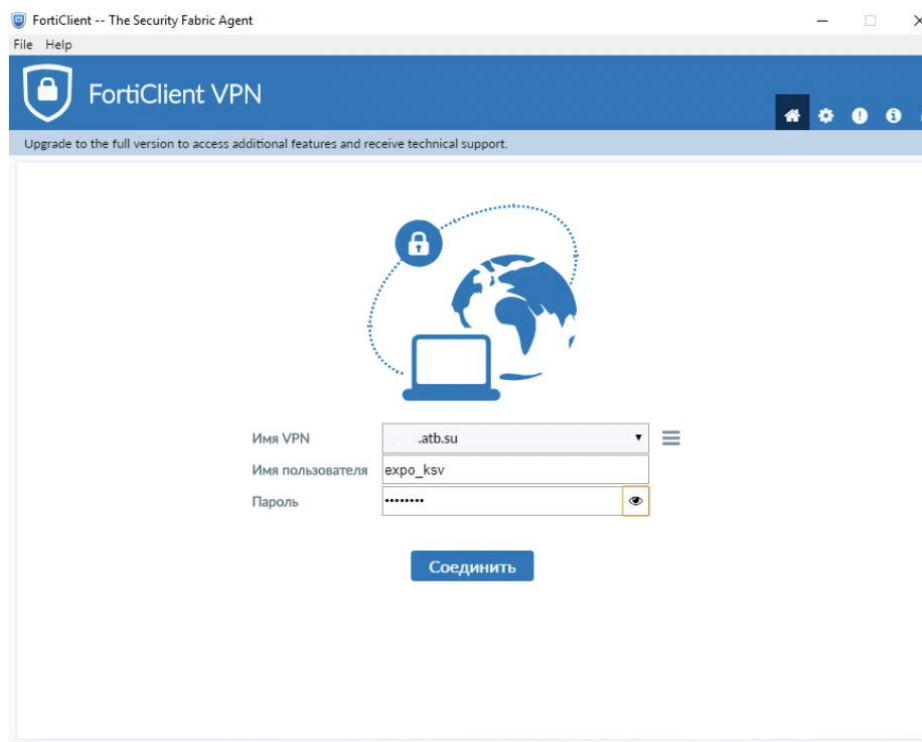 FortiClient -- The Security Fabric Agent
File Help
FortiClient VPN
Upgrade to the full version to access additional features and receive technical support.
Имя VPN .atb.su
Имя пользователя expo_ksv
Пароль ••••••••
Соединить